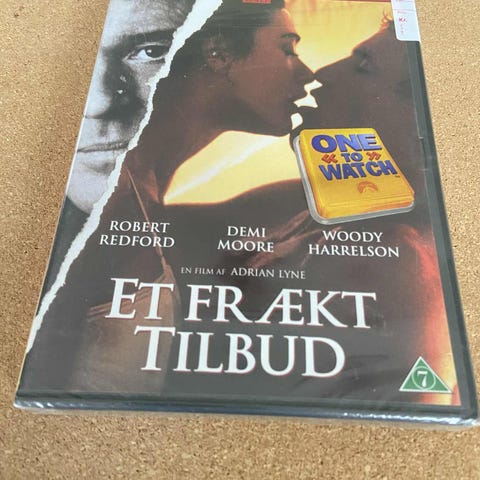 ONE
« TO »
WATCH
ROBERT
REDFORD
DEMI
MOORE
WOODY
HARRELSON
EN FILM AF ADRIAN LYNE
ET FRÆKT
TILBUD
7